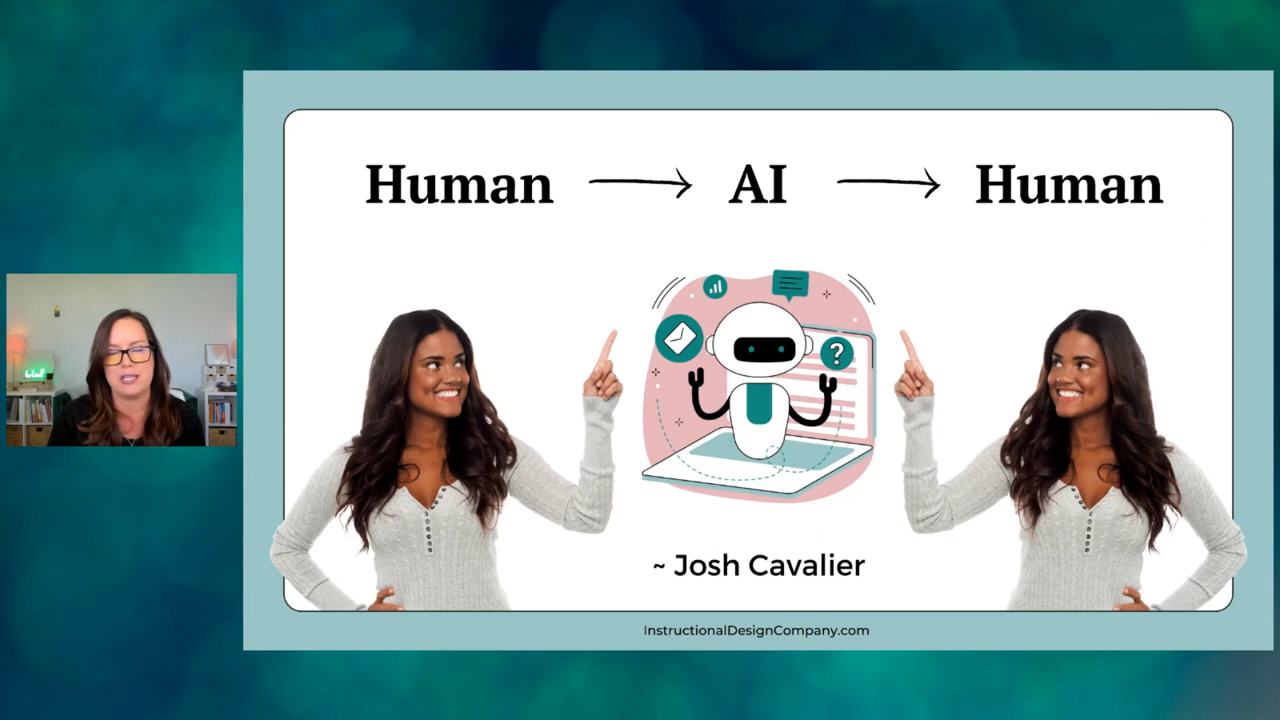 Human → AI → Human
?
~ Josh Cavalier
InstructionalDesignCompany.com